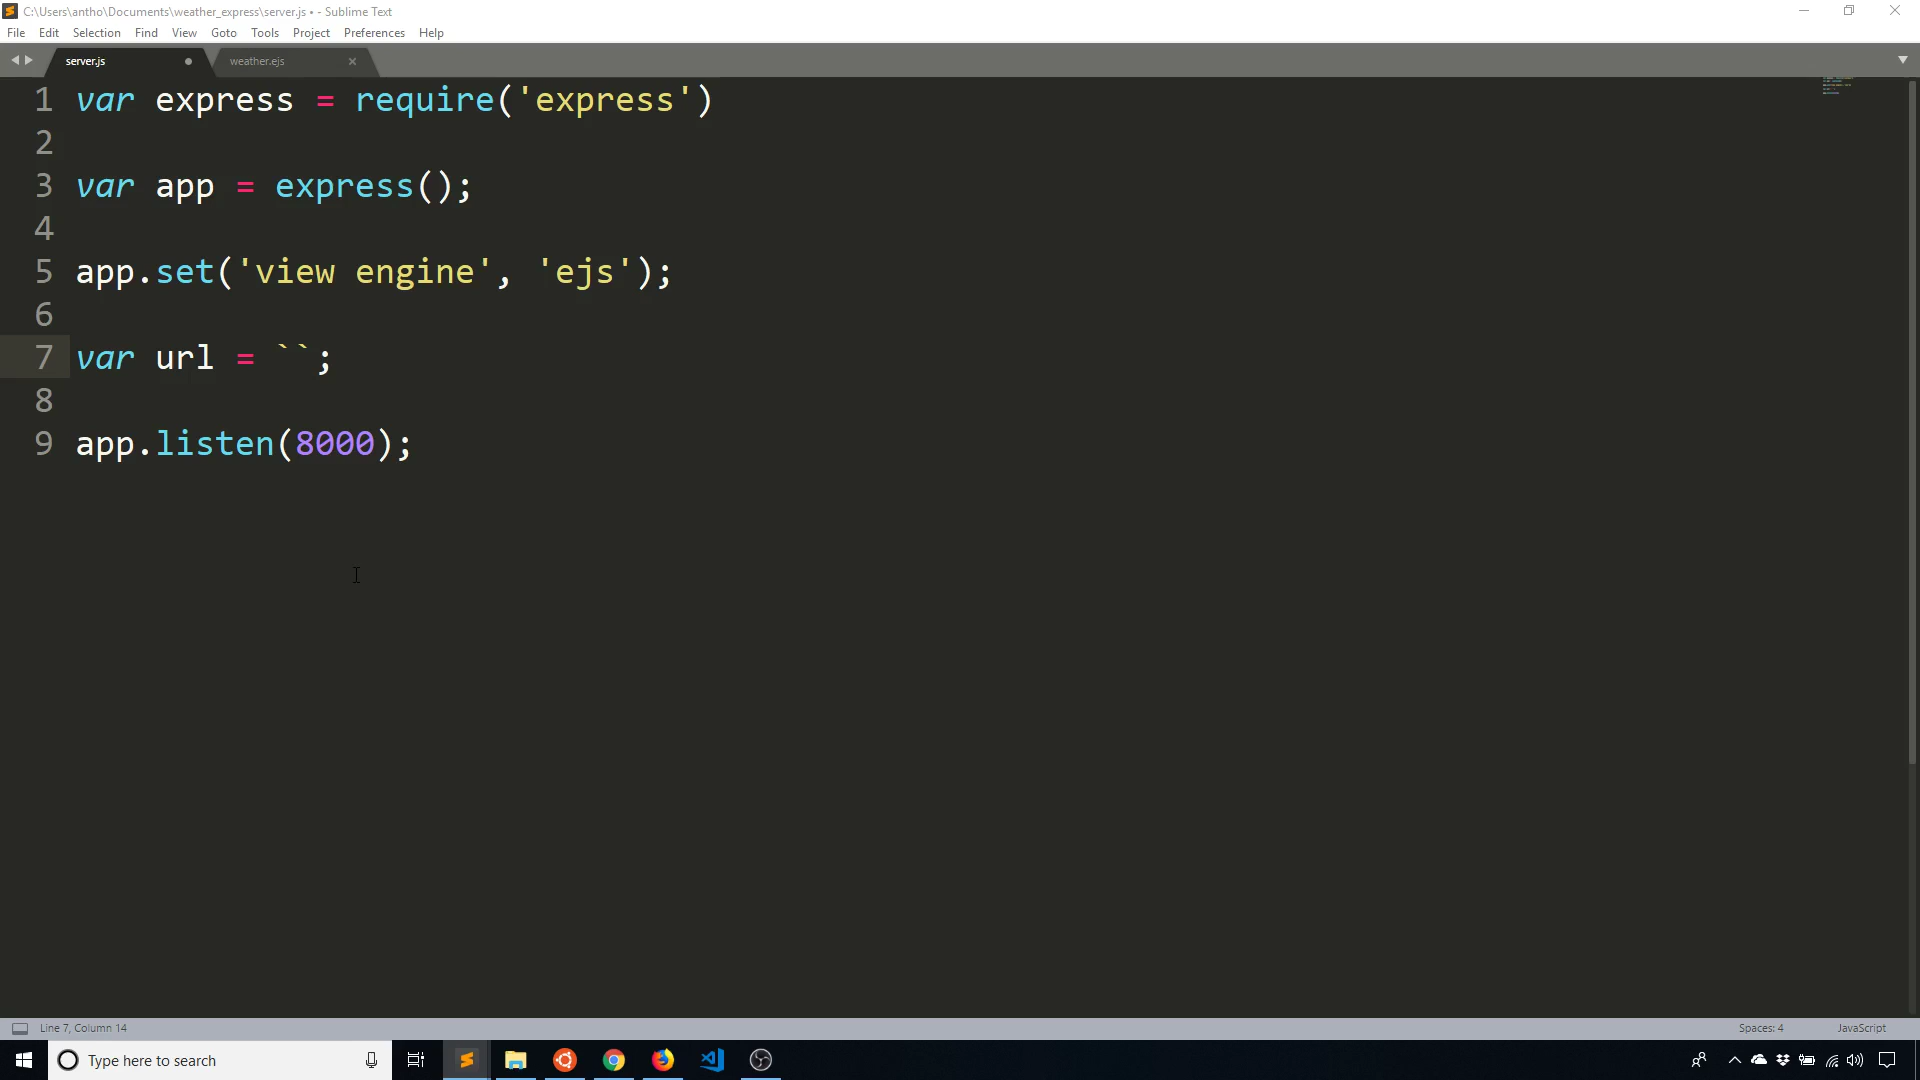 C:\Users\antho\Documents\weather_express\server.js • - Sublime Text
File Edit Selection Find View Goto Tools Project Preferences Help
server.js weather.ejs
1 var express = require('express')
2
3 var app = express();
4
5 app.set('view engine', 'ejs');
6
7 var url = ``;
8
9 app.listen(8000);
Line 7, Column 14 Spaces: 4 JavaScript
Type here to search